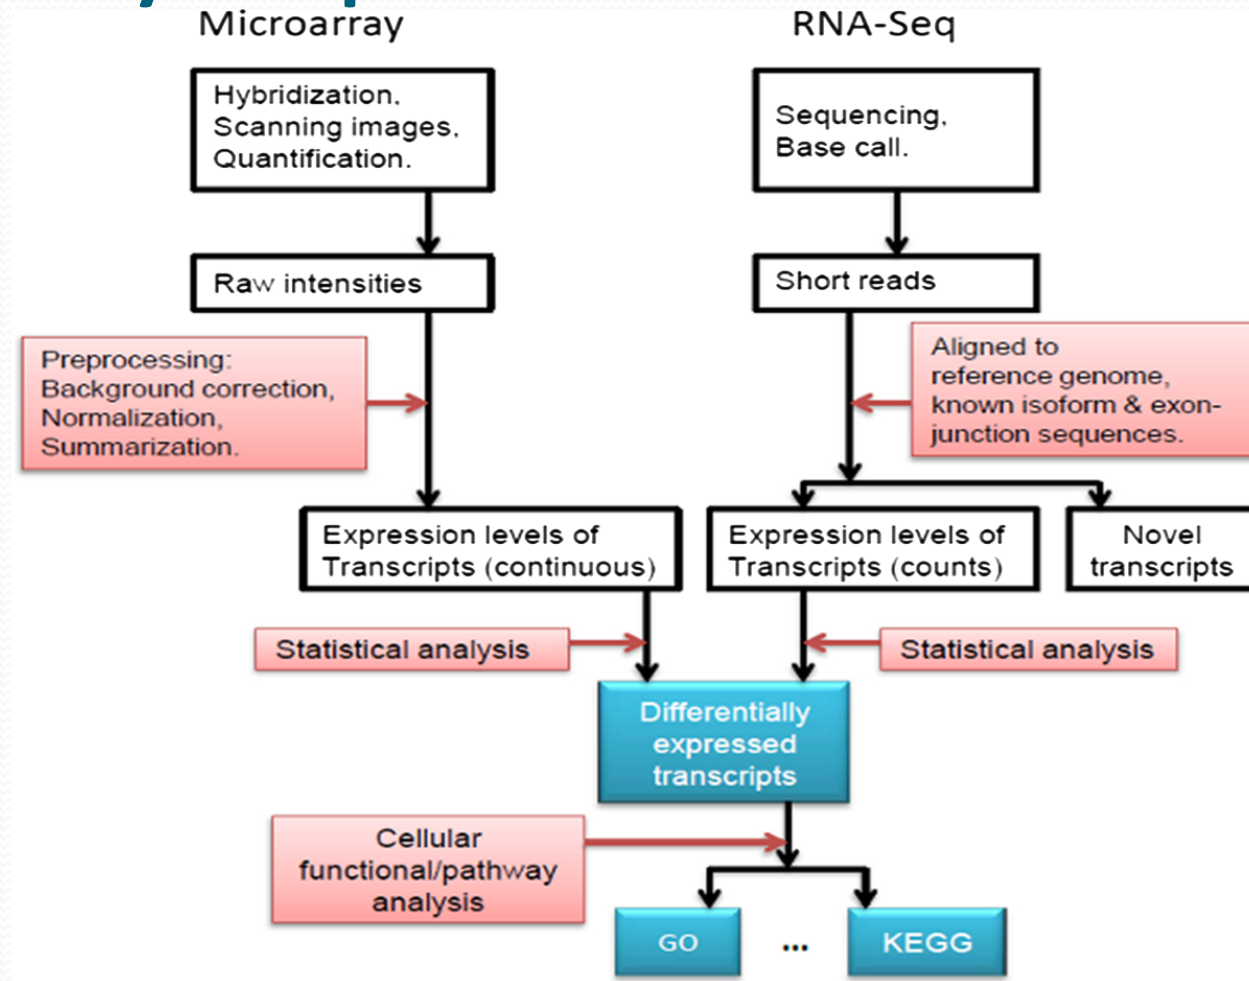 Microarray
RNA-Seq
Hybridization,
Scanning images,
Quantification.
Sequencing,
Base call.
Raw intensities
Short reads
Preprocessing:
Background correction,
Normalization,
Summarization.
Aligned to
reference genome,
known isoform & exon-
junction sequences.
Expression levels of
Transcripts (continuous)
Expression levels of
Transcripts (counts)
Novel
transcripts
Statistical analysis
Statistical analysis
Differentially
expressed
transcripts
Cellular
functional/pathway
analysis
GO
...
KEGG